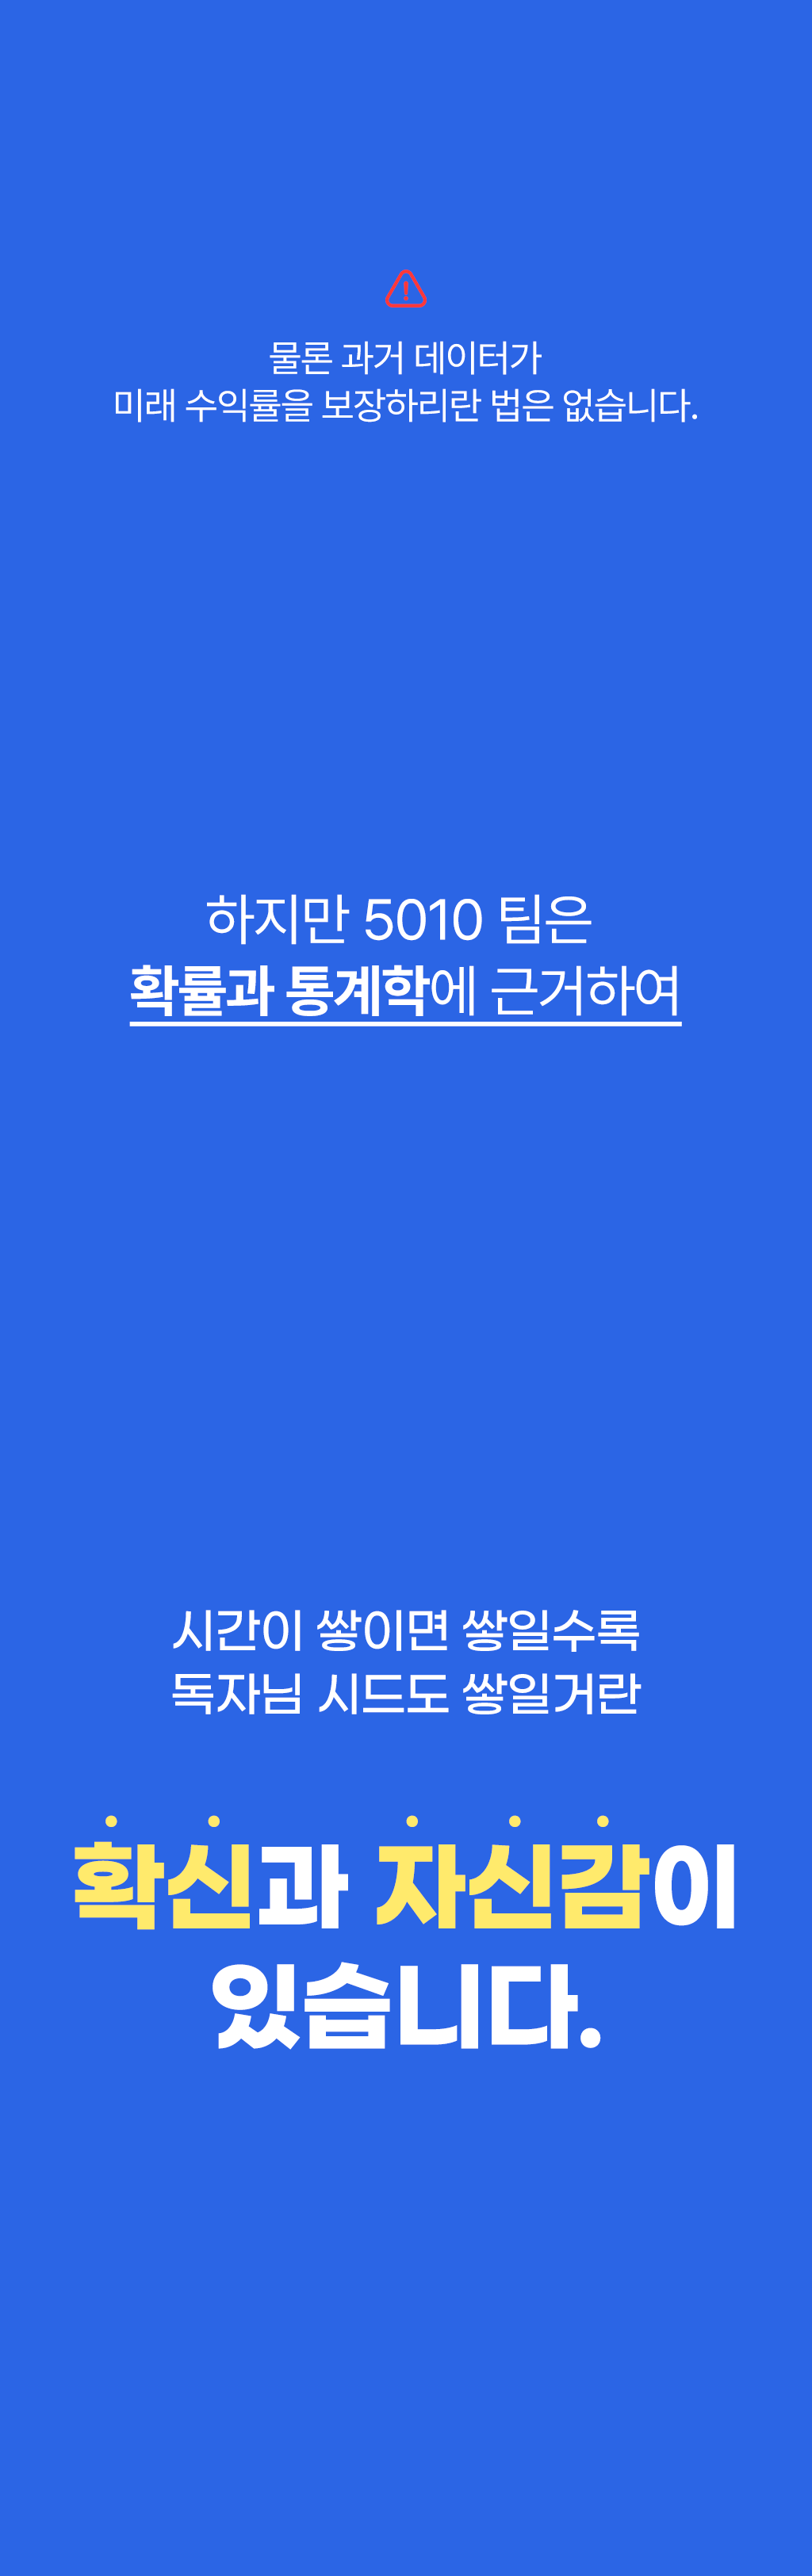 물론 과거 데이터가
미래 수익률을 보장하리란 법은 없습니다.
하지만 5010 팀은
확률과 통계학에 근거하여
시간이 쌓이면 쌓일수록
독자님 시드도 쌓일거란
확신과 자신감이
있습니다.